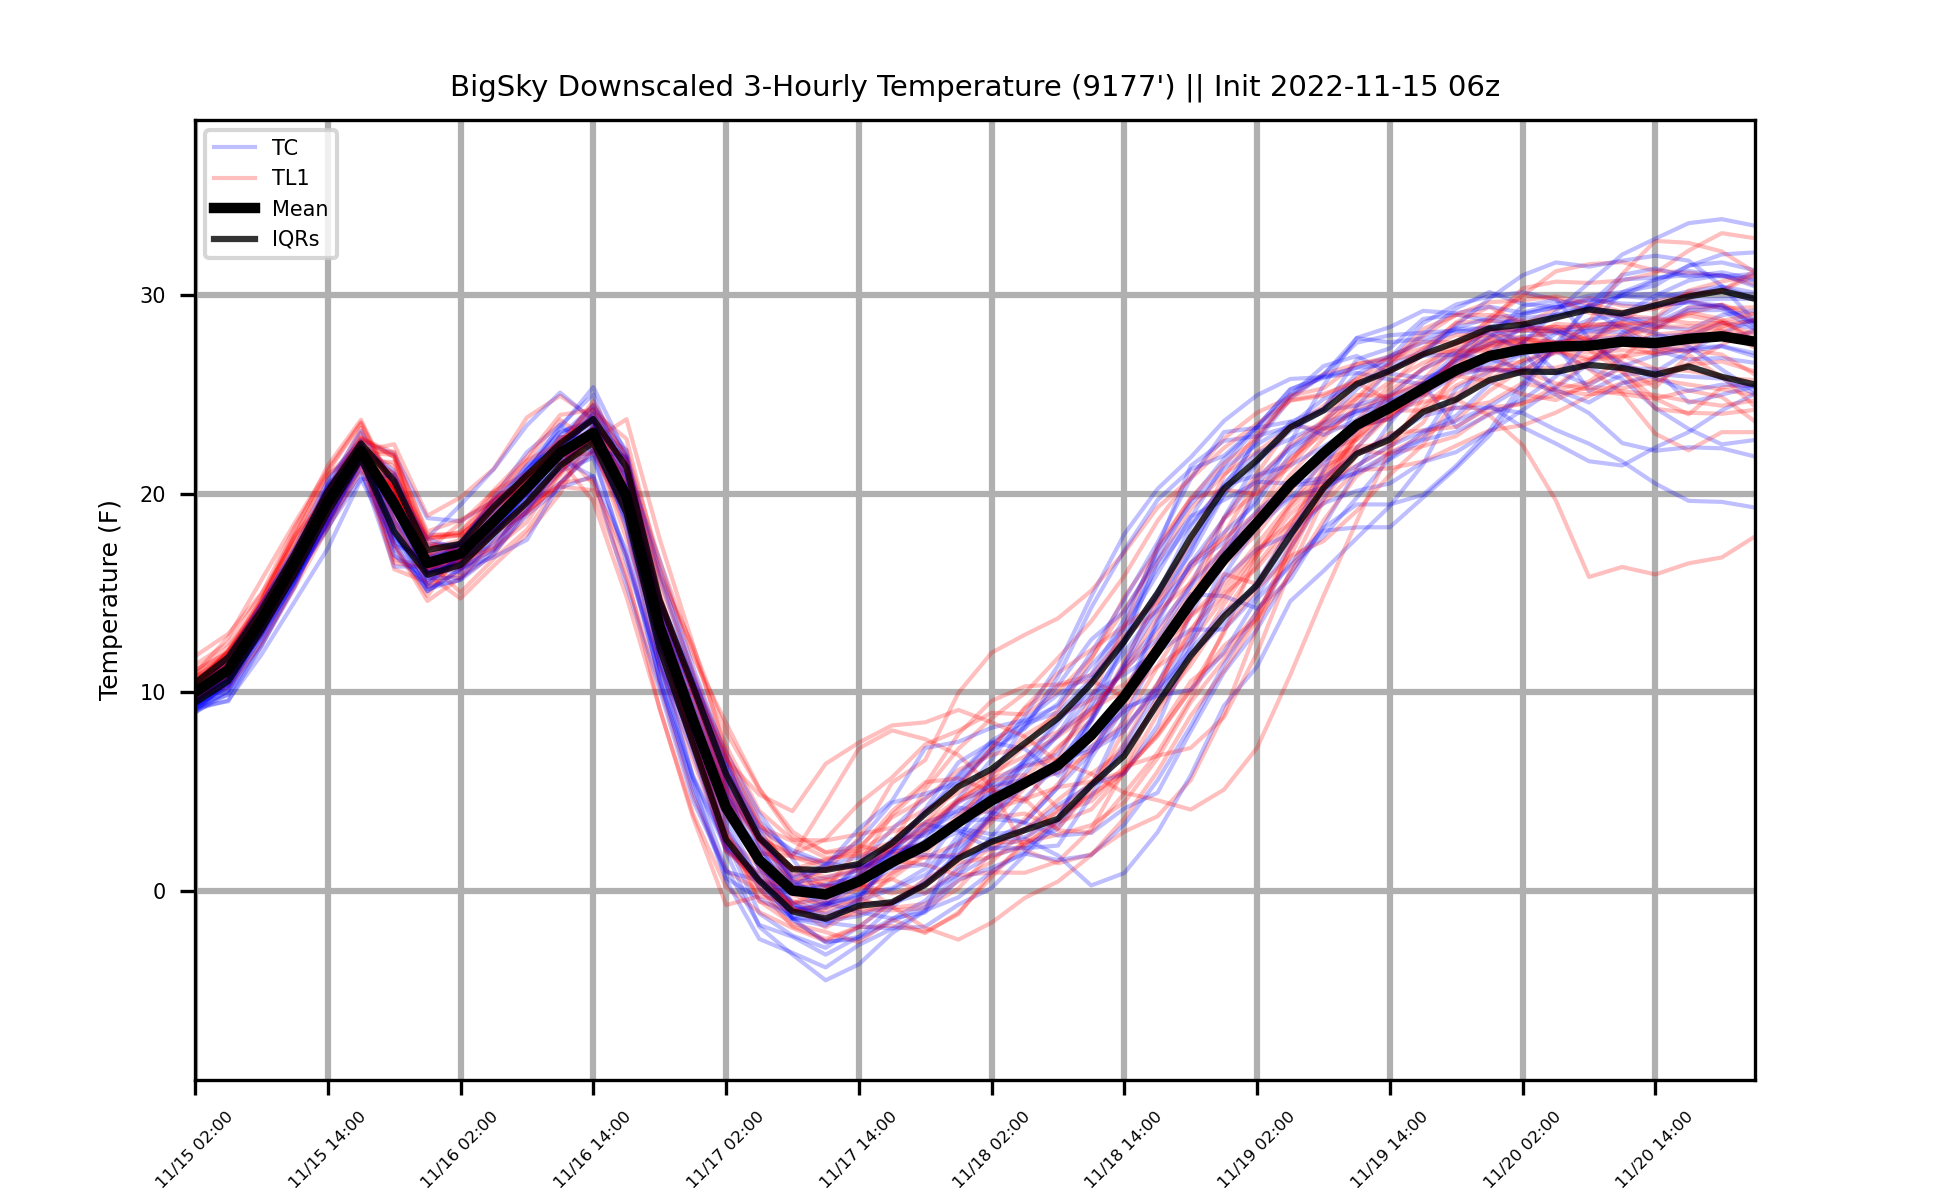 BigSky Downscaled 3-Hourly Temperature (9177') || Init 2022-11-15 06z
TC
TL1
Mean
IQRs
Temperature (F)
30
20
10
0
11/15 02:00
11/15 14:00
11/16 02:00
11/16 14:00
11/17 02:00
11/17 14:00
11/18 02:00
11/18 14:00
11/19 02:00
11/19 14:00
11/20 02:00
11/20 14:00